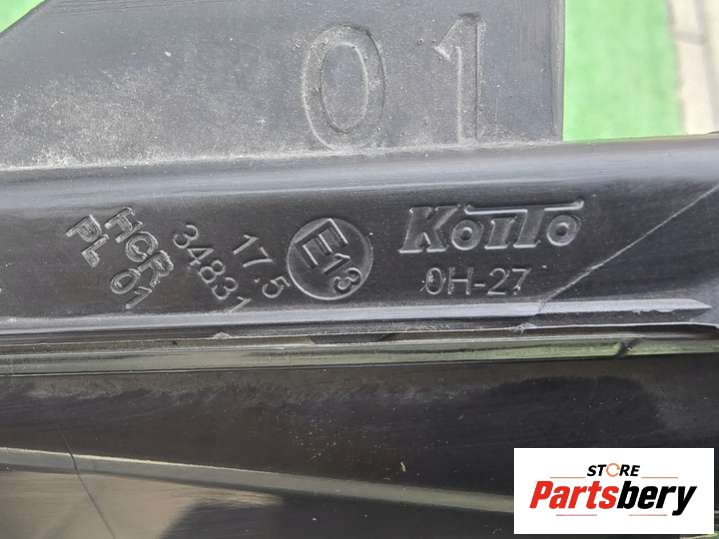 01
HCR
PL 01
34831
17.5
E13
KOITO
0H-27
STORE
Partsbery